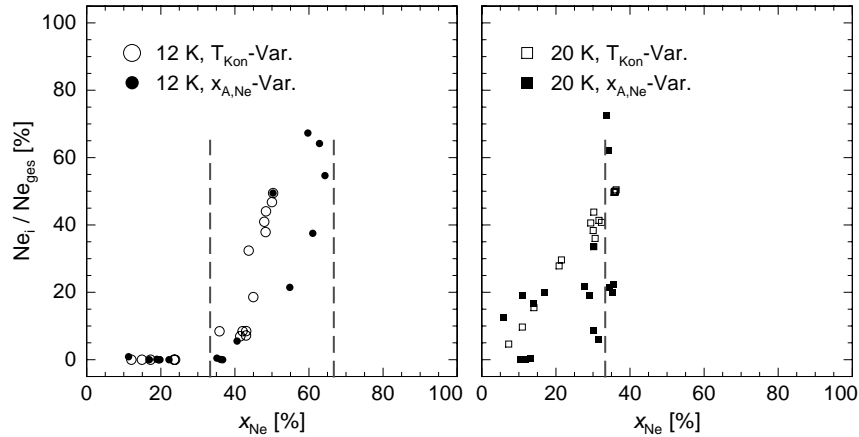 100
80
60
40
20
0
Ne_i / Ne_ges [%]
12 K, T_Kon-Var.
12 K, x_A,Ne-Var.
0 20 40 60 80 100
x_Ne [%]
20 K, T_Kon-Var.
20 K, x_A,Ne-Var.
0 20 40 60 80 100
x_Ne [%]